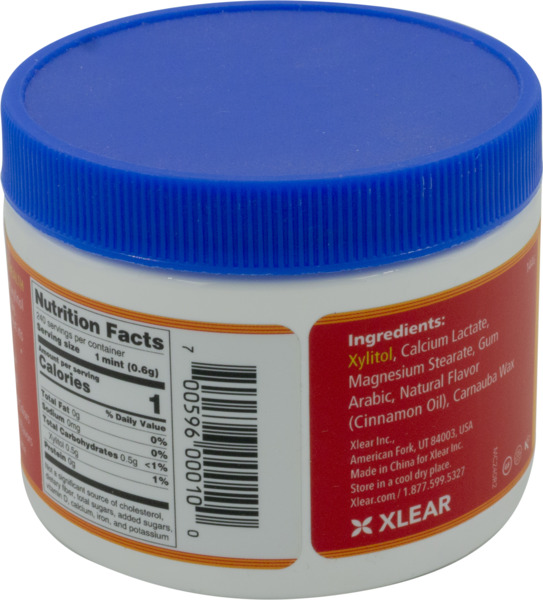 Nutrition Facts
240 servings per container
Serving size 1 mint (0.6g)
Amount per serving
Calories 1
% Daily Value
Total Fat 0g 0%
Sodium 0mg 0%
Total Carbohydrates 0.5g <1%
Xylitol 0.5g
Protein 0g 1%
significant source of cholesterol,
dietary fiber, total sugars, added sugars,
vitamin D, calcium, iron, and potassium
7 00596 00010 0
Ingredients:
Xylitol, Calcium Lactate,
Magnesium Stearate, Gum
Arabic, Natural Flavor
(Cinnamon Oil), Carnauba Wax
Xlear Inc.,
American Fork, UT 84003, USA
Made in China for Xlear Inc.
Store in a cool dry place.
Xlear.com / 1.877.599.5327
XLEAR